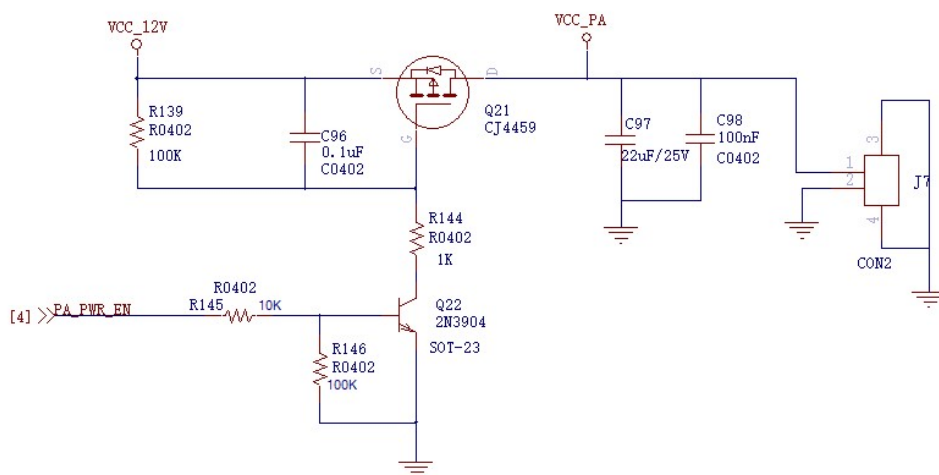 VCC_12V
VCC_PA
S
D
G
R139
R0402
100K
C96
0.1uF
C0402
Q21
CJ4459
C97
22uF/25V
C98
100nF
C0402
3
1
2
4
J7
CON2
R144
R0402
1K
R0402
R145
10K
[4]
PA_PWR_EN
Q22
2N3904
SOT-23
R146
R0402
100K